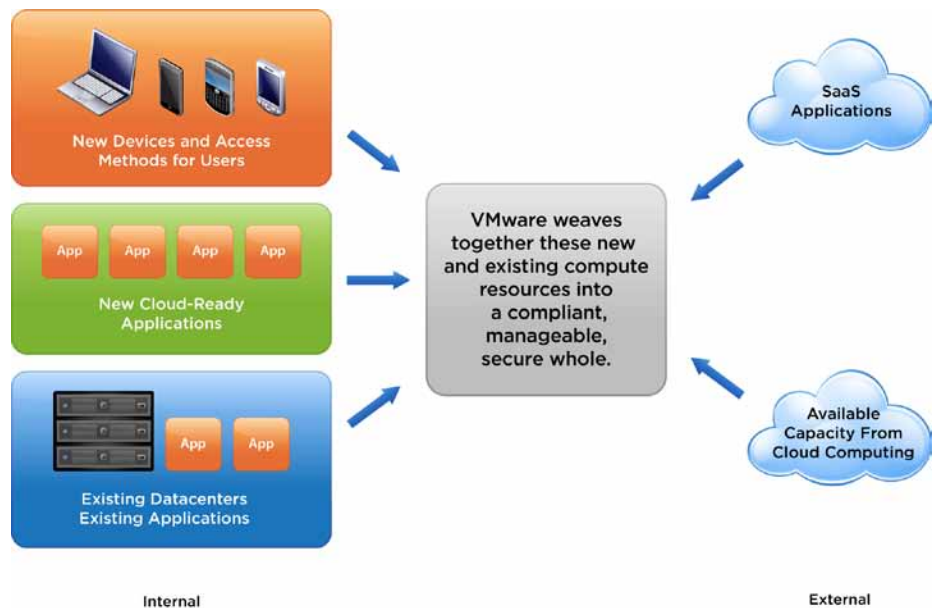 New Devices and Access
Methods for Users
App
App
App
App
New Cloud-Ready
Applications
App
App
Existing Datacenters
Existing Applications
Internal
VMware weaves
together these new
and existing compute
resources into
a compliant,
manageable,
secure whole.
SaaS
Applications
Available
Capacity From
Cloud Computing
External